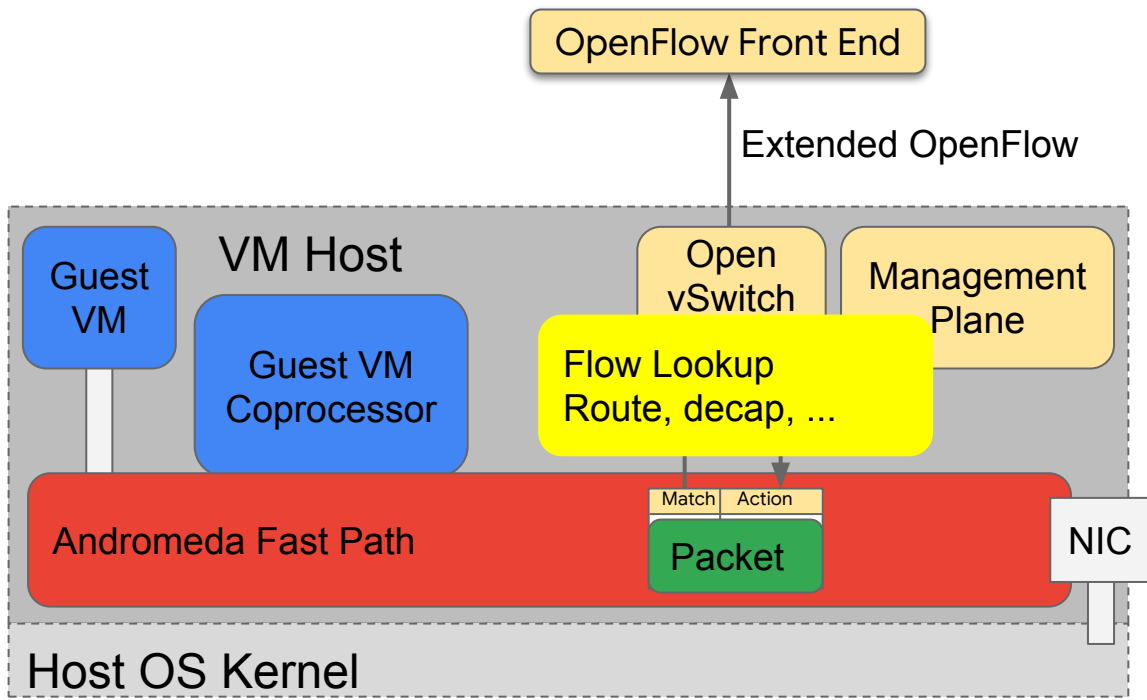 OpenFlow Front End
Extended OpenFlow
VM Host
Guest
VM
Open
vSwitch
Management
Plane
Guest VM
Coprocessor
Flow Lookup
Route, decap, ...
Match
Action
Andromeda Fast Path
Packet
NIC
Host OS Kernel